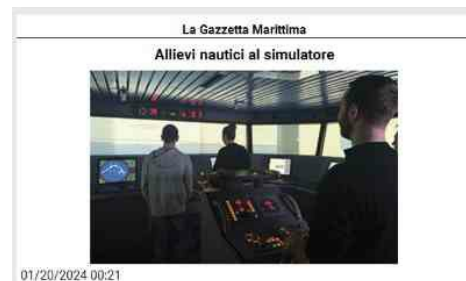 La Gazzetta Marittima
Allievi nautici al simulatore
01/20/2024 00:21